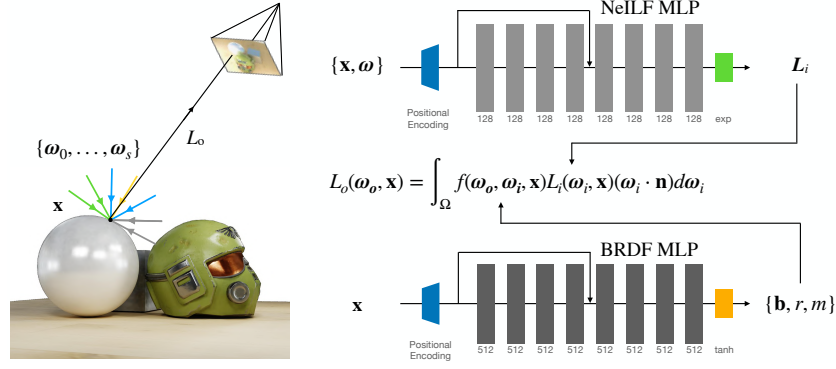 L_o
{ω_0, . . . , ω_s}
x
NeILF MLP
{x, ω}
L_i
Positional
Encoding
128 128 128 128 128 128 128 128 exp
L_o(ω_o, x) = ∫_Ω f(ω_o, ω_i, x)L_i(ω_i, x)(ω_i · n)dω_i
BRDF MLP
x
{b, r, m}
Positional
Encoding
512 512 512 512 512 512 512 512 tanh